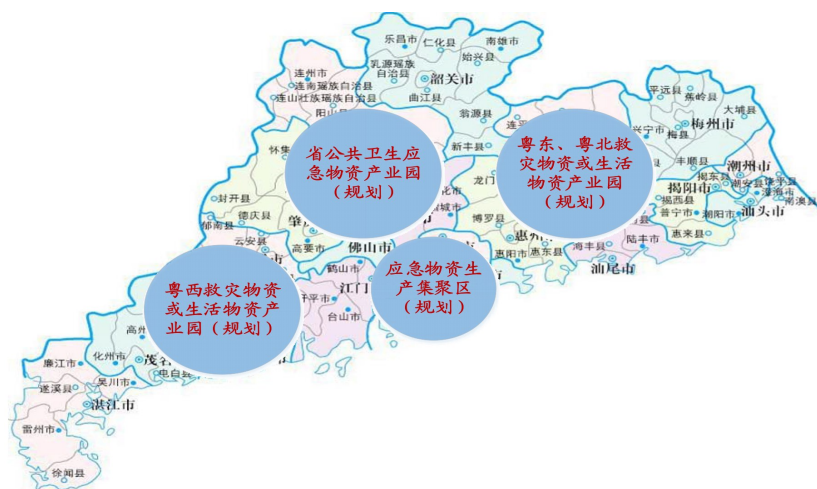 乐昌市
仁化县
南雄市
乳源瑶族
自治县
始兴县
韶关市
曲江县
翁源县
新丰县
连州市
连南瑶族自治县
连山壮族瑶族自治县
阳山县
平远县
蕉岭县
大埔县
兴宁市
梅州市
梅县
丰顺县
潮州市
饶平县
揭东县
潮安县
澄海市
南澳县
揭阳市
揭西县
普宁市
潮阳市
汕头市
惠来县
省公共卫生应
急物资产业园
（规划）
粤东、粤北救
灾物资或生活
物资产业园
（规划）
封开县
德庆县
郁南县
云安县
高要市
佛山市
龙门
博罗县
惠州
惠阳市
惠东县
海丰县
陆丰市
汕尾市
鹤山市
江门
开平市
台山市
应急物资生
产集聚区
（规划）
粤西救灾物资
或生活物资产
业园（规划）
高州
化州市
茂名
电白县
廉江市
吴川市
遂溪县
湛江市
雷州市
徐闻县